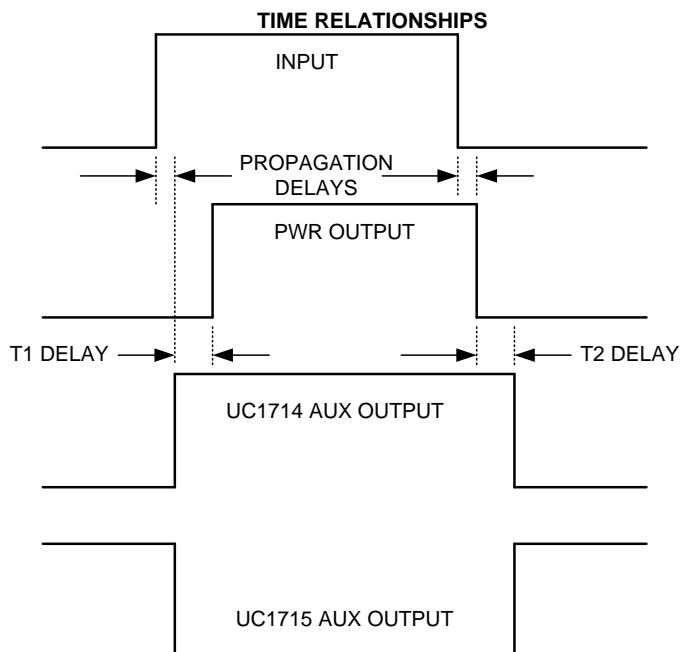 TIME RELATIONSHIPS
INPUT
PROPAGATION
DELAYS
PWR OUTPUT
T1 DELAY
T2 DELAY
UC1714 AUX OUTPUT
UC1715 AUX OUTPUT